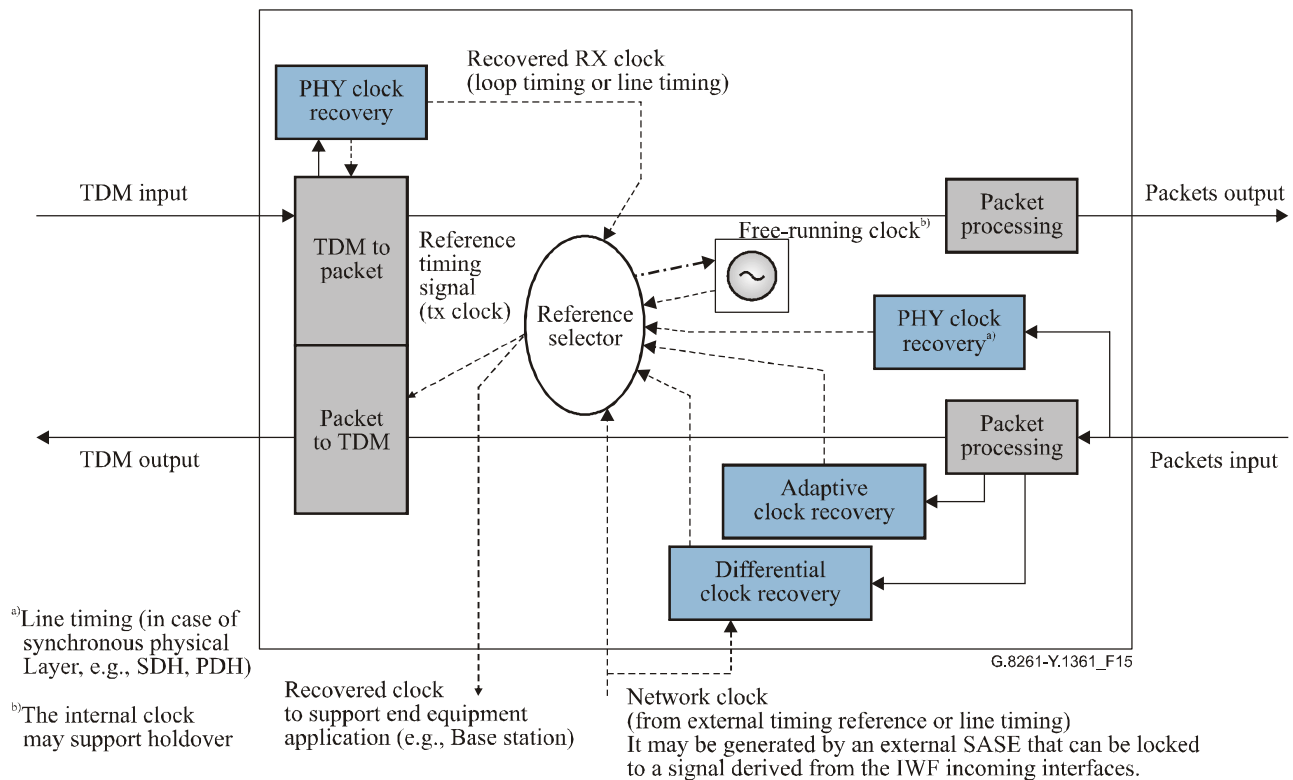 Recovered RX clock
(loop timing or line timing)
PHY clock
recovery
TDM input
Packets output
TDM to
packet
Reference
timing
signal
(tx clock)
Free-running clock b)
Packet
processing
Reference
selector
PHY clock
recovery a)
Packet
to TDM
Packet
processing
TDM output
Packets input
Adaptive
clock recovery
Differential
clock recovery
a) Line timing (in case of
synchronous physical
Layer, e.g., SDH, PDH)
G.8261-Y.1361_F15
b) The internal clock
may support holdover
Recovered clock
to support end equipment
application (e.g., Base station)
Network clock
(from external timing reference or line timing)
It may be generated by an external SASE that can be locked
to a signal derived from the IWF incoming interfaces.